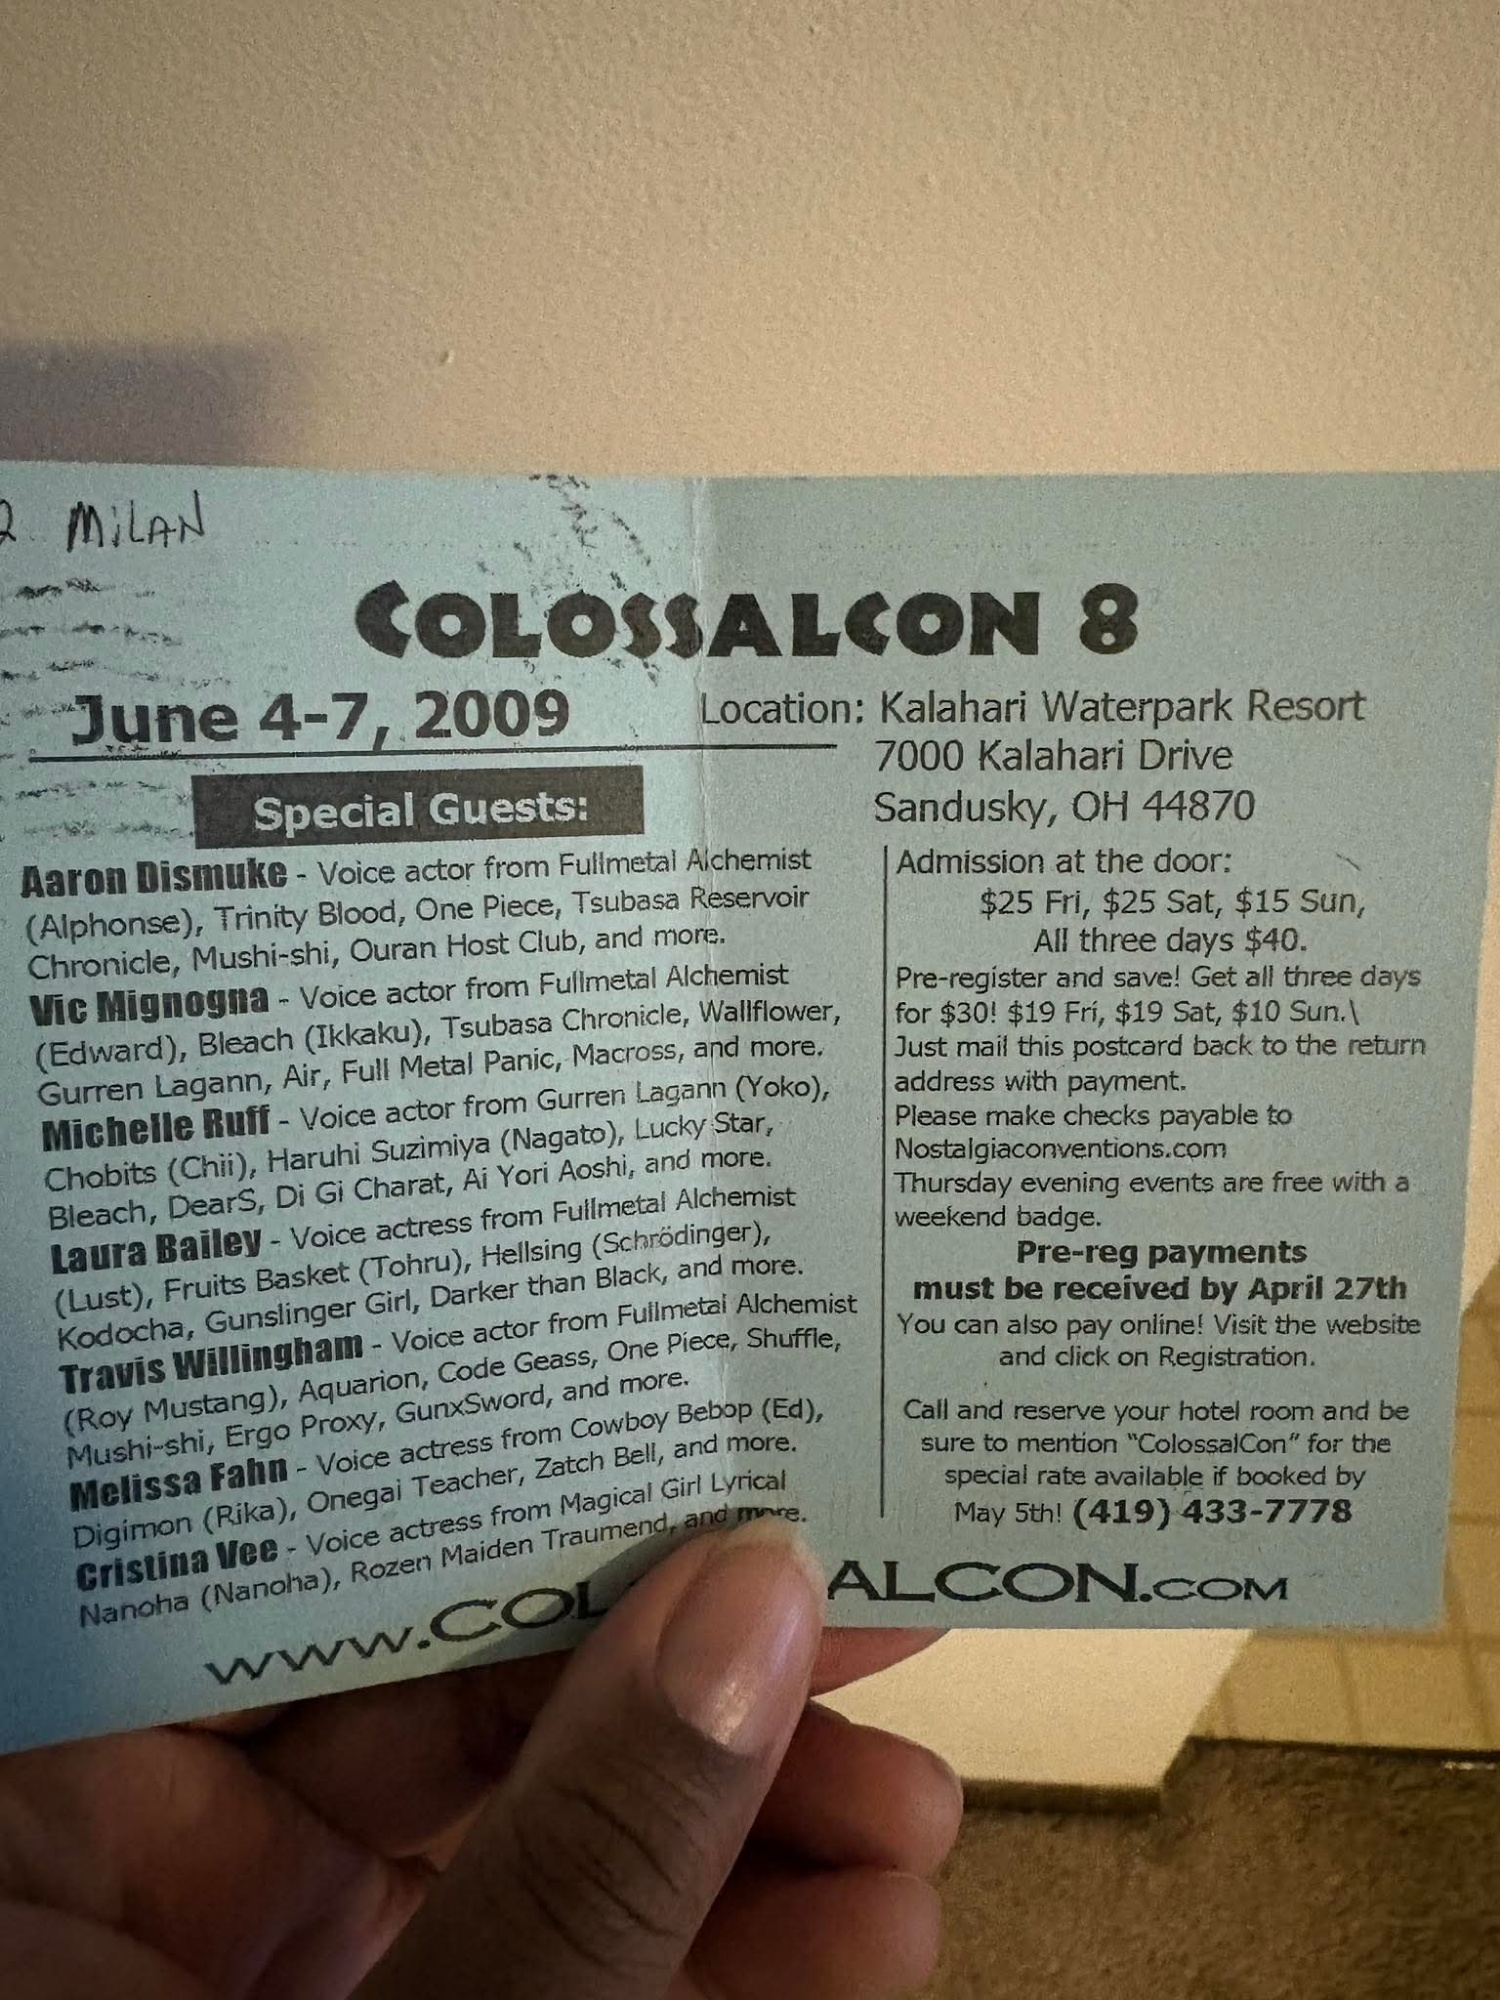 MiLAN
COLOSSALCON 8
June 4-7, 2009
Location: Kalahari Waterpark Resort
7000 Kalahari Drive
Sandusky, OH 44870
Special Guests:
Aaron Dismuke - Voice actor from Fullmetal Alchemist
(Alphonse), Trinity Blood, One Piece, Tsubasa Reservoir
Chronicle, Mushi-shi, Ouran Host Club, and more.
Vic Mignogna - Voice actor from Fullmetal Alchemist
(Edward), Bleach (Ikkaku), Tsubasa Chronicle, Wallflower,
Gurren Lagann, Air, Full Metal Panic, Macross, and more.
Michelle Ruff - Voice actor from Gurren Lagann (Yoko),
Chobits (Chii), Haruhi Suzimiya (Nagato), Lucky Star,
Bleach, DearS, Di Gi Charat, Ai Yori Aoshi, and more.
Laura Bailey - Voice actress from Fullmetal Alchemist
(Lust), Fruits Basket (Tohru), Hellsing (Schrödinger),
Kodocha, Gunslinger Girl, Darker than Black, and more.
Travis Willingham - Voice actor from Fullmetal Alchemist
(Roy Mustang), Aquarion, Code Geass, One Piece, Shuffle,
Mushi-shi, Ergo Proxy, GunxSword, and more.
Melissa Fahn - Voice actress from Cowboy Bebop (Ed),
Digimon (Rika), Onegai Teacher, Zatch Bell, and more.
Cristina Vee - Voice actress from Magical Girl Lyrical
Nanoha (Nanoha), Rozen Maiden Traumend, and more.
Admission at the door:
$25 Fri, $25 Sat, $15 Sun,
All three days $40.
Pre-register and save! Get all three days
for $30! $19 Fri, $19 Sat, $10 Sun.\
Just mail this postcard back to the return
address with payment.
Please make checks payable to
Nostalgiaconventions.com
Thursday evening events are free with a
weekend badge.
Pre-reg payments
must be received by April 27th
You can also pay online! Visit the website
and click on Registration.
Call and reserve your hotel room and be
sure to mention "ColossalCon" for the
special rate available if booked by
May 5th! (419) 433-7778
www.COL ALCON.COM